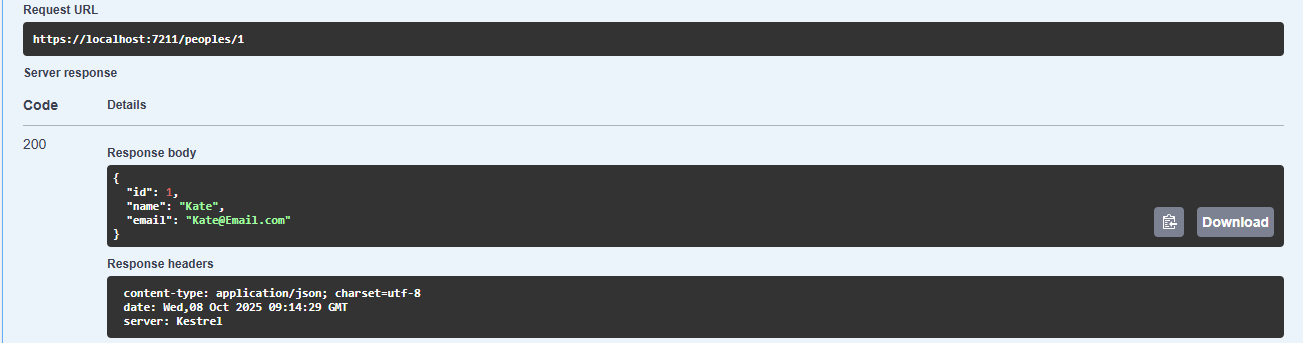 Request URL
https://localhost:7211/peoples/1
Server response
Code Details
200
Response body
{
"id": 1,
"name": "Kate",
"email": "Kate@Email.com"
}
Download
Response headers
content-type: application/json; charset=utf-8
date: Wed,08 Oct 2025 09:14:29 GMT
server: Kestrel